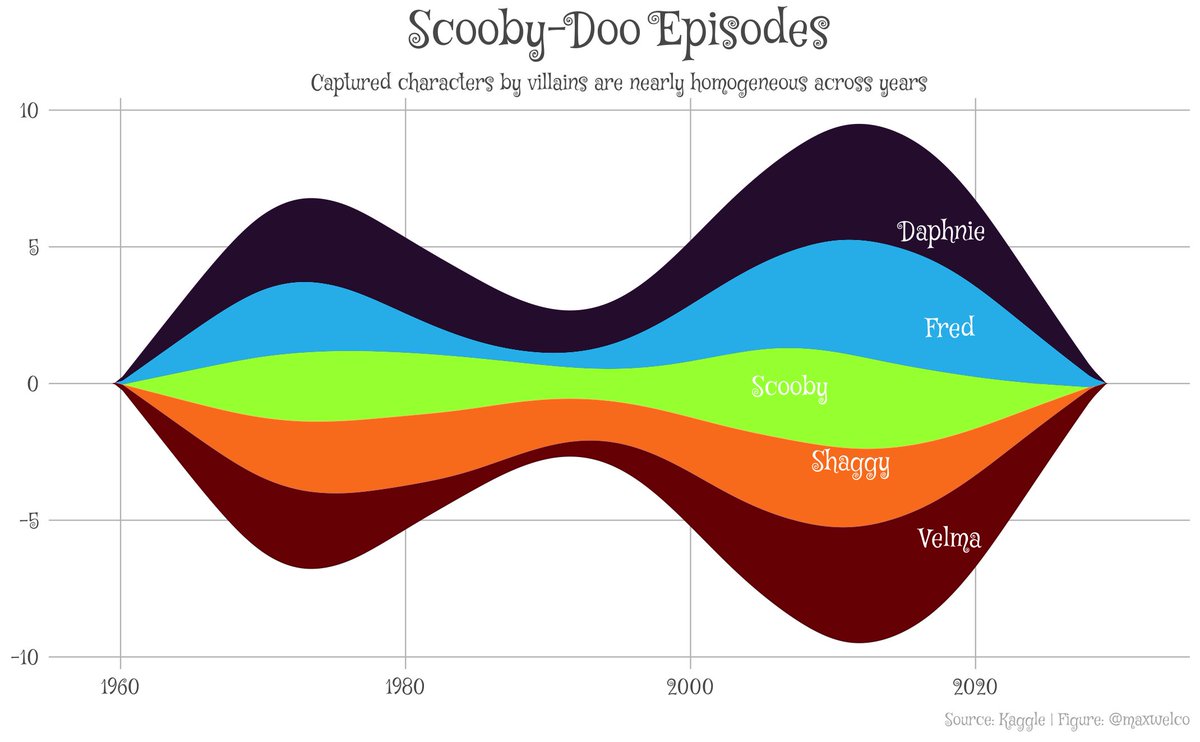 Scooby-Doo Episodes
Captured characters by villains are nearly homogeneous across years
10
5
0
-5
-10
Daphnie
Fred
Scooby
Shaggy
Velma
1960 1980 2000 2020
Source: Kaggle | Figure: @maxwelco